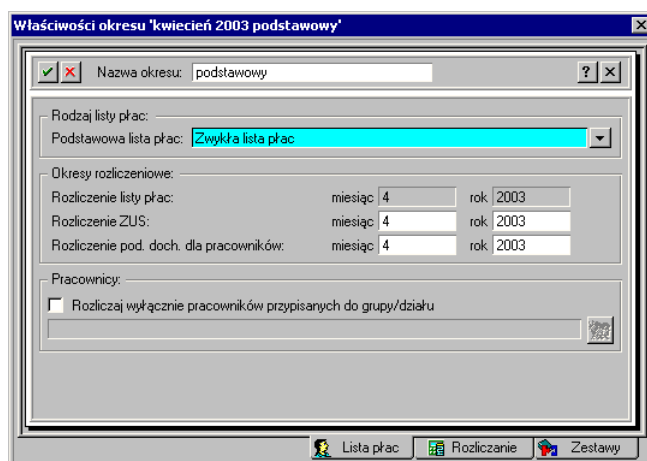 Właściwości okresu 'kwiecień 2003 podstawowy'
Nazwa okresu: podstawowy
Rodzaj listy płac:
Podstawowa lista płac: Zwykła lista płac
Okresy rozliczeniowe:
Rozliczenie listy płac: miesiąc 4 rok 2003
Rozliczenie ZUS: miesiąc 4 rok 2003
Rozliczenie pod. doch. dla pracowników: miesiąc 4 rok 2003
Pracownicy:
Rozliczaj wyłącznie pracowników przypisanych do grupy/działu
Lista płac Rozliczanie Zestawy